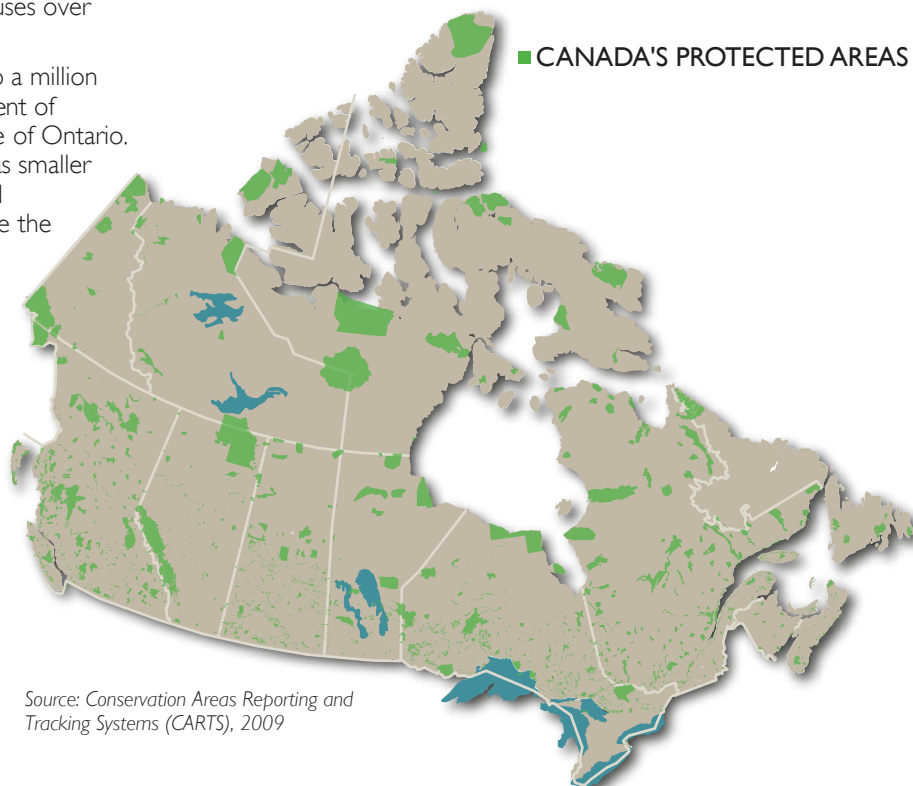 uses over
a million
ent of
e of Ontario.
as smaller
e the
CANADA'S PROTECTED AREAS
Source: Conservation Areas Reporting and
Tracking Systems (CARTS), 2009